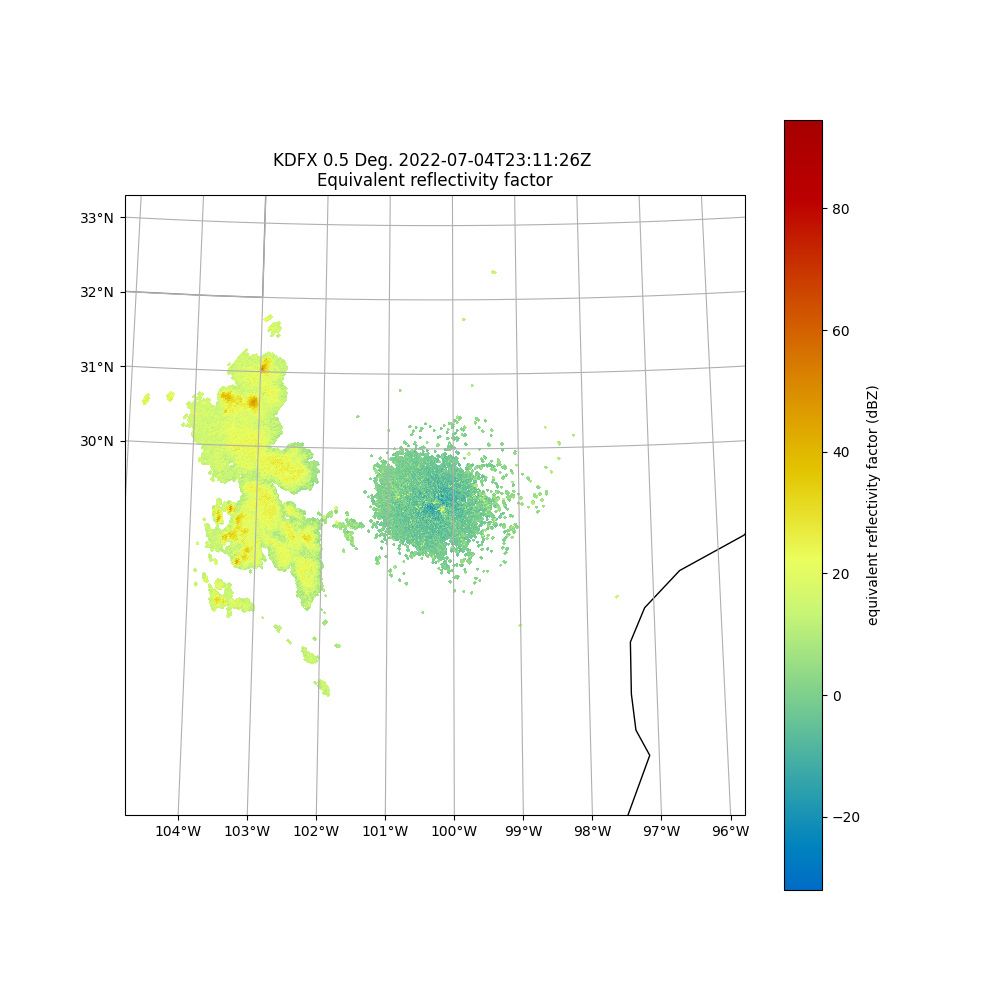 KDFX 0.5 Deg. 2022-07-04T23:11:26Z
Equivalent reflectivity factor
33°N
32°N
31°N
30°N
104°W 103°W 102°W 101°W 100°W 99°W 98°W 97°W 96°W
80
60
40
20
0
−20
equivalent reflectivity factor (dBZ)